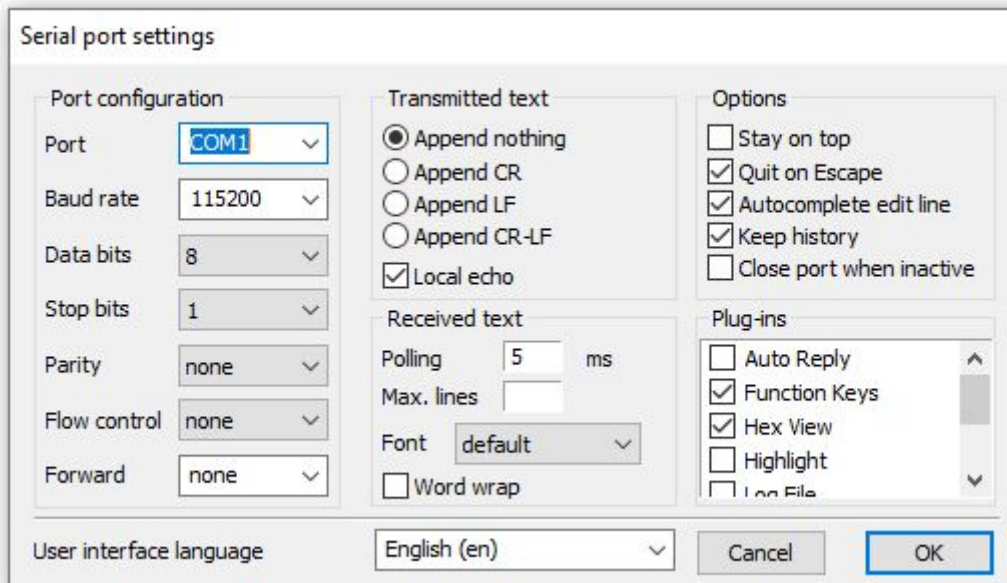 Serial port settings
Port configuration
Port COM1
Baud rate 115200
Data bits 8
Stop bits 1
Parity none
Flow control none
Forward none
Transmitted text
Append nothing
Append CR
Append LF
Append CR-LF
Local echo
Received text
Polling 5 ms
Max. lines
Font default
Word wrap
Options
Stay on top
Quit on Escape
Autocomplete edit line
Keep history
Close port when inactive
Plug-ins
Auto Reply
Function Keys
Hex View
Highlight
Log File
User interface language English (en) Cancel OK